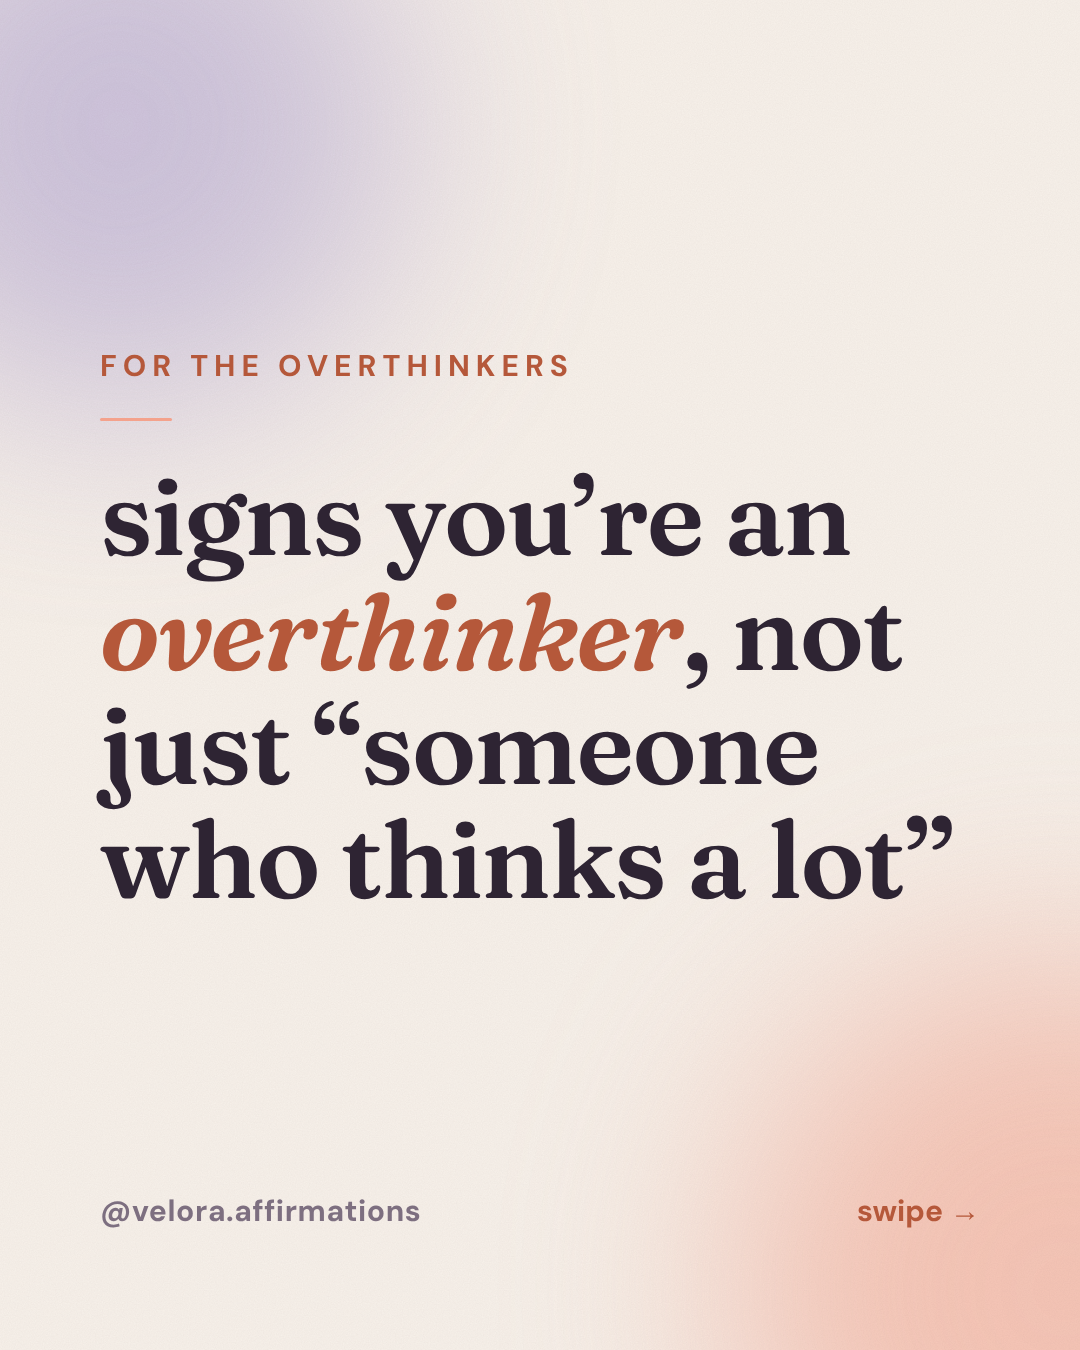 FOR THE OVERTHINKERS
signs you’re an
overthinker, not
just “someone
who thinks a lot”
@velora.affirmations
swipe →